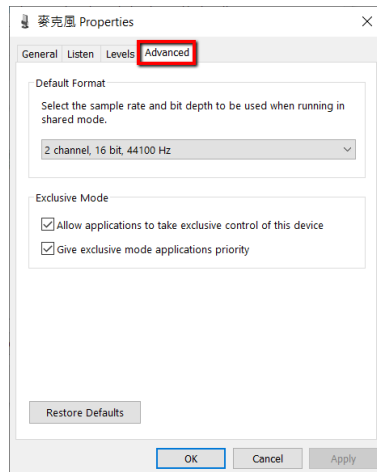 麥克風 Properties
General Listen Levels Advanced
Default Format
Select the sample rate and bit depth to be used when running in
shared mode.
2 channel, 16 bit, 44100 Hz
Exclusive Mode
Allow applications to take exclusive control of this device
Give exclusive mode applications priority
Restore Defaults
OK Cancel Apply